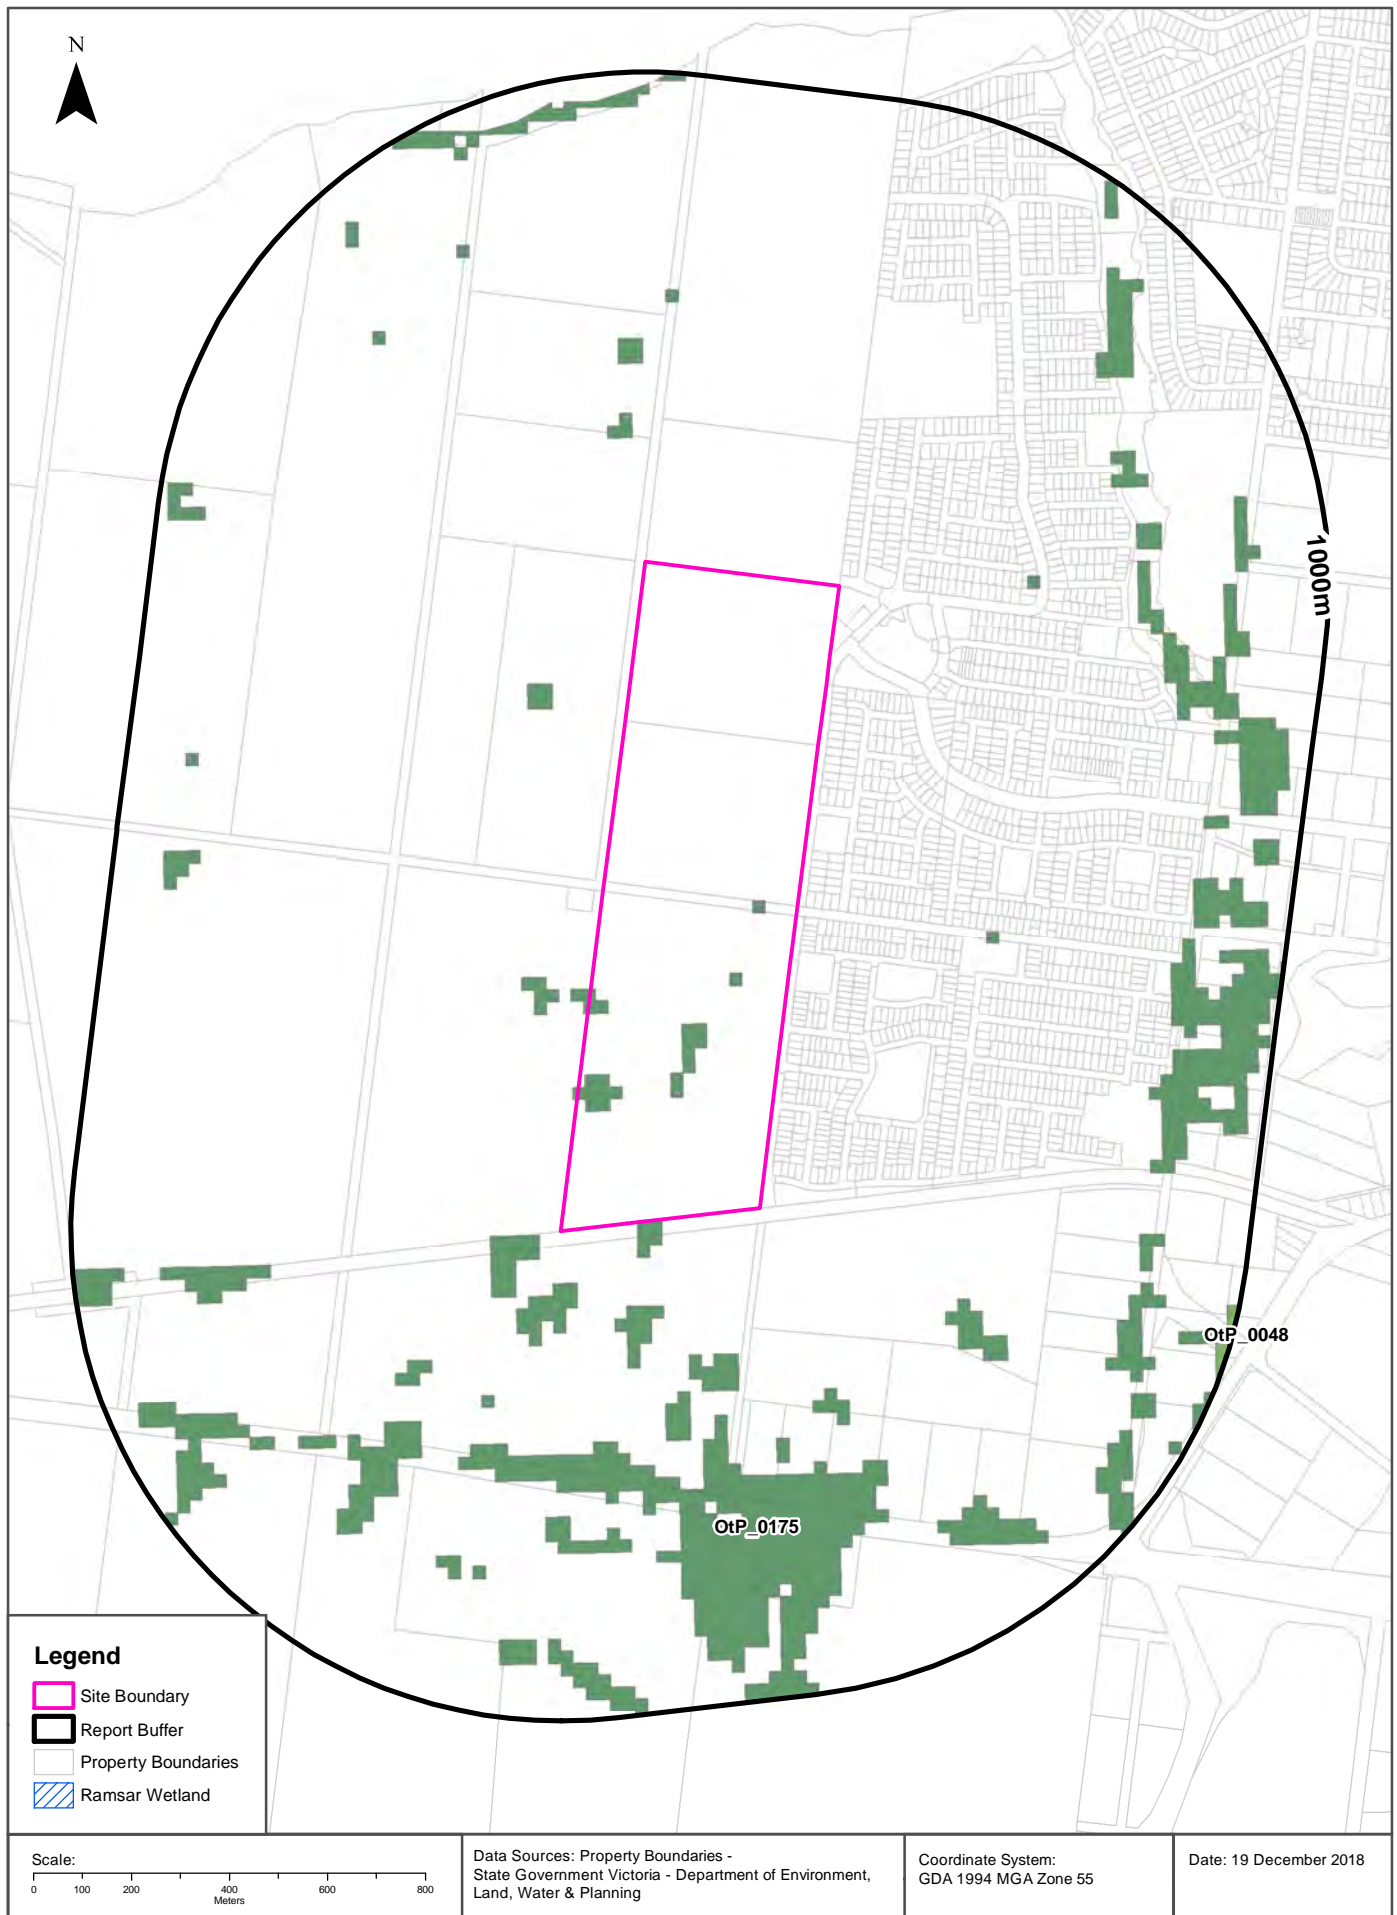 N
1000m
OtP_0048
OtP_0175
Legend
Site Boundary
Report Buffer
Property Boundaries
Ramsar Wetland
Scale:
0 100 200 400 600 800
Meters
Data Sources: Property Boundaries -
State Government Victoria - Department of Environment,
Land, Water & Planning
Coordinate System:
GDA 1994 MGA Zone 55
Date: 19 December 2018